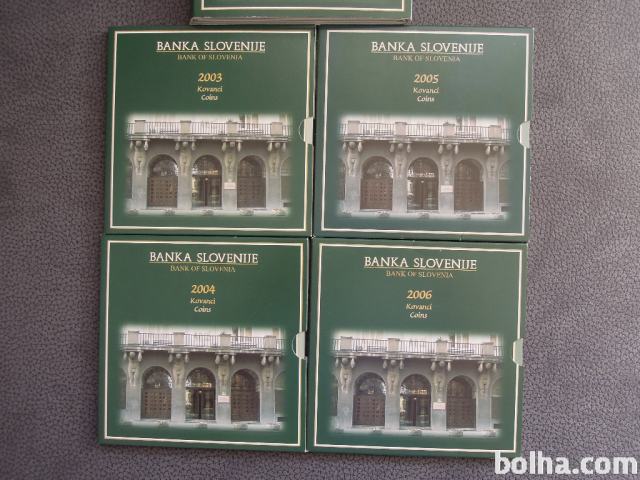 BANKA SLOVENIJE
BANK OF SLOVENIA
2003
Kovanci
Coins
BANKA SLOVENIJE
BANK OF SLOVENIA
2005
Kovanci
Coins
BANKA SLOVENIJE
BANK OF SLOVENIA
2004
Kovanci
Coins
BANKA SLOVENIJE
BANK OF SLOVENIA
2006
Kovanci
Coins
bolha.com